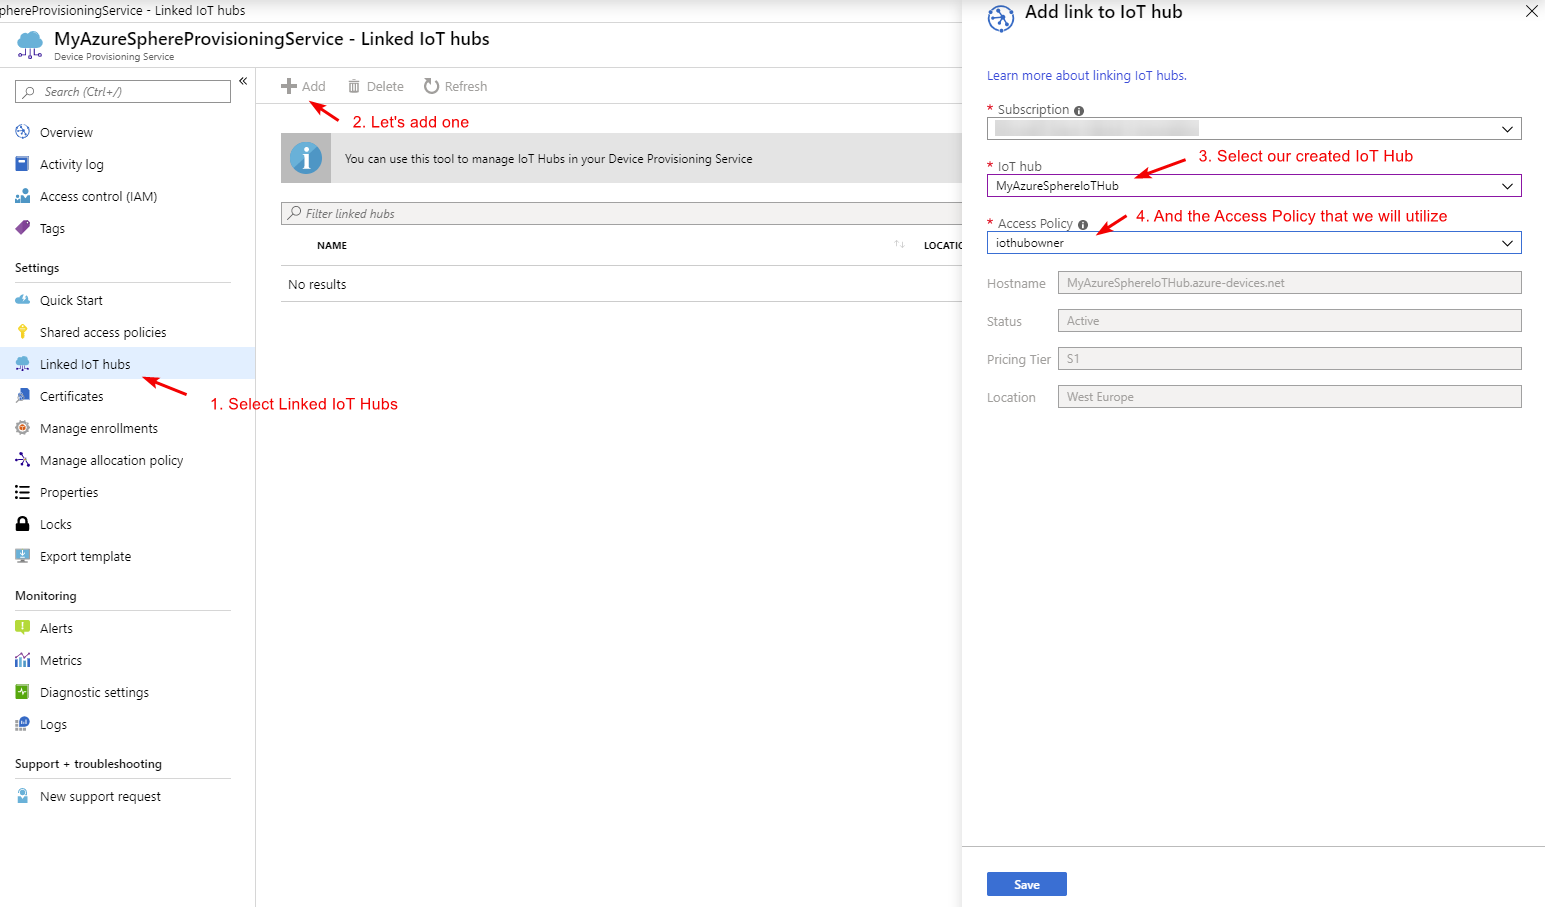 phereProvisioningService - Linked IoT hubs
MyAzureSphereProvisioningService - Linked IoT hubs
Device Provisioning Service
Search (Ctrl+/)
«
Overview
Activity log
Access control (IAM)
Tags
Settings
Quick Start
Shared access policies
Linked IoT hubs
1. Select Linked IoT Hubs
Certificates
Manage enrollments
Manage allocation policy
Properties
Locks
Export template
Monitoring
Alerts
Metrics
Diagnostic settings
Logs
Support + troubleshooting
New support request
Add Delete Refresh
2. Let's add one
You can use this tool to manage IoT Hubs in your Device Provisioning Service
Filter linked hubs
NAME LOCATIO
No results
Add link to IoT hub
Learn more about linking IoT hubs.
* Subscription
* IoT hub
3. Select our created IoT Hub
MyAzureSphereIoTHub
* Access Policy
4. And the Access Policy that we will utilize
iothubowner
Hostname MyAzureSphereIoTHub.azure-devices.net
Status Active
Pricing Tier S1
Location West Europe
Save